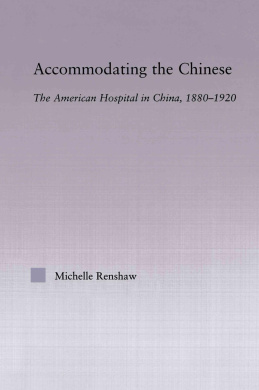 Accommodating the Chinese
The American Hospital in China, 1880–1920
Michelle Renshaw